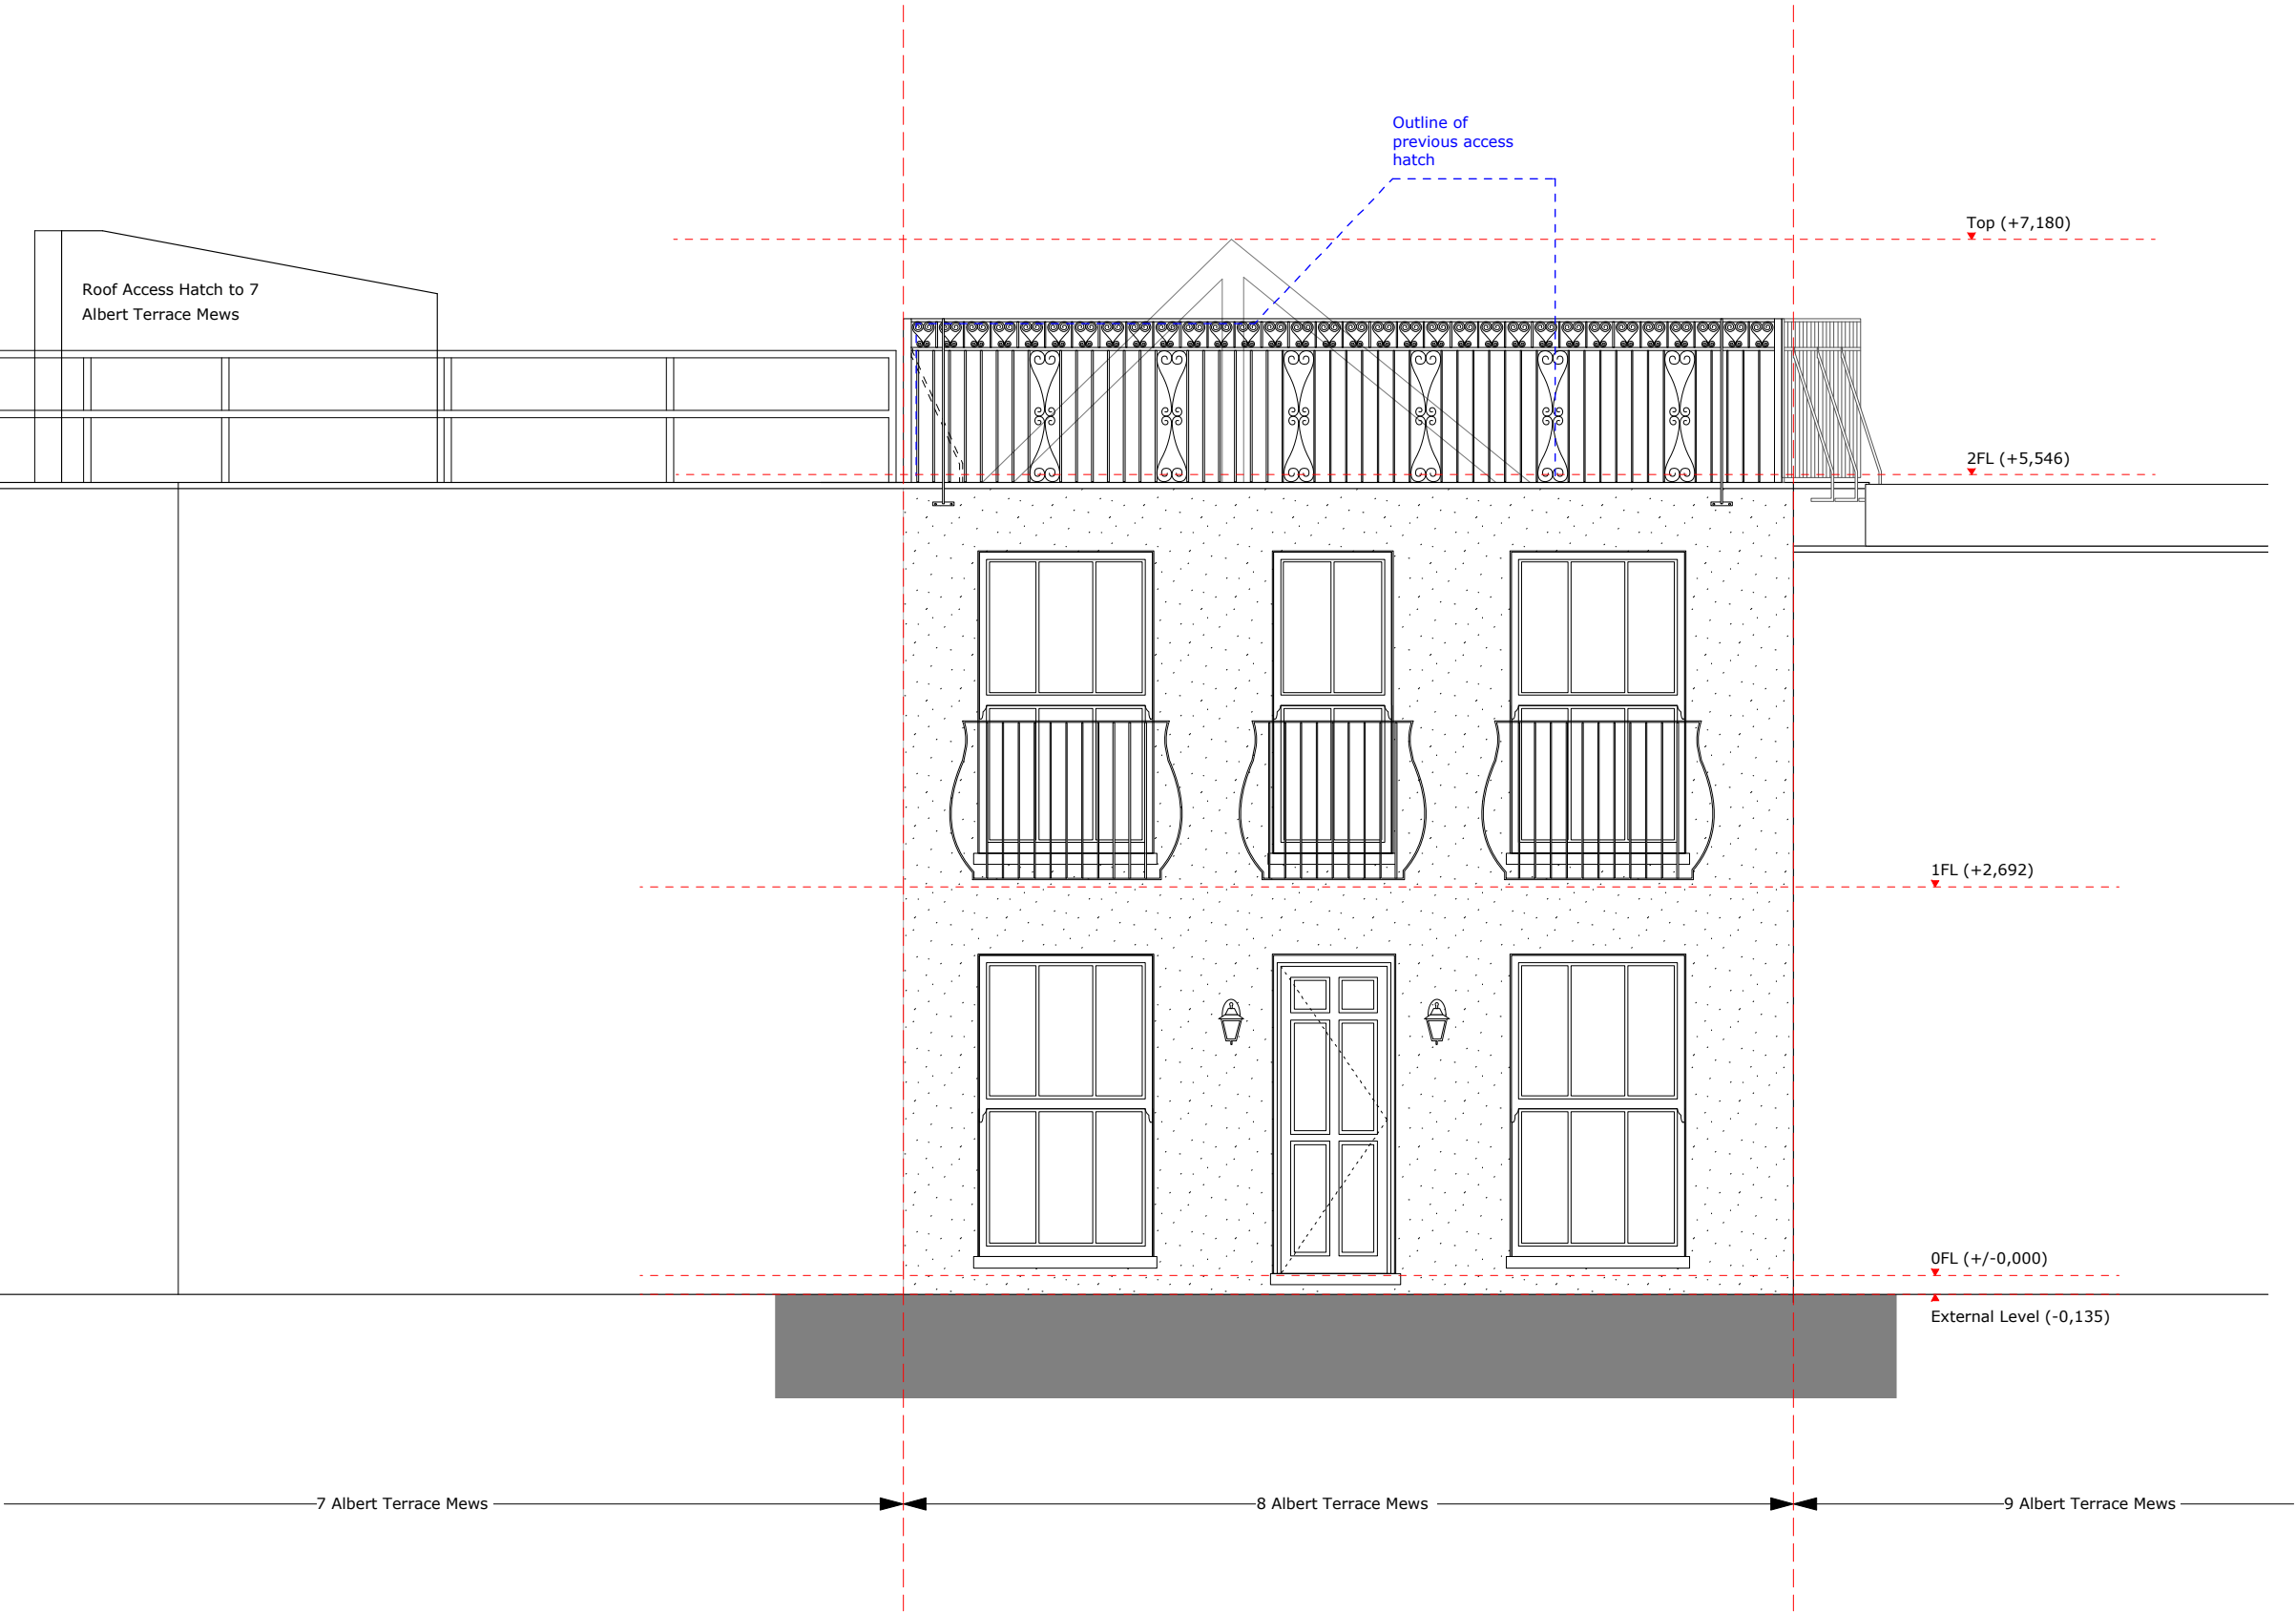 Outline of
previous access
hatch
Top (+7,180)
Roof Access Hatch to 7
Albert Terrace Mews
2FL (+5,546)
1FL (+2,692)
0FL (+/-0,000)
External Level (-0,135)
7 Albert Terrace Mews
8 Albert Terrace Mews
9 Albert Terrace Mews